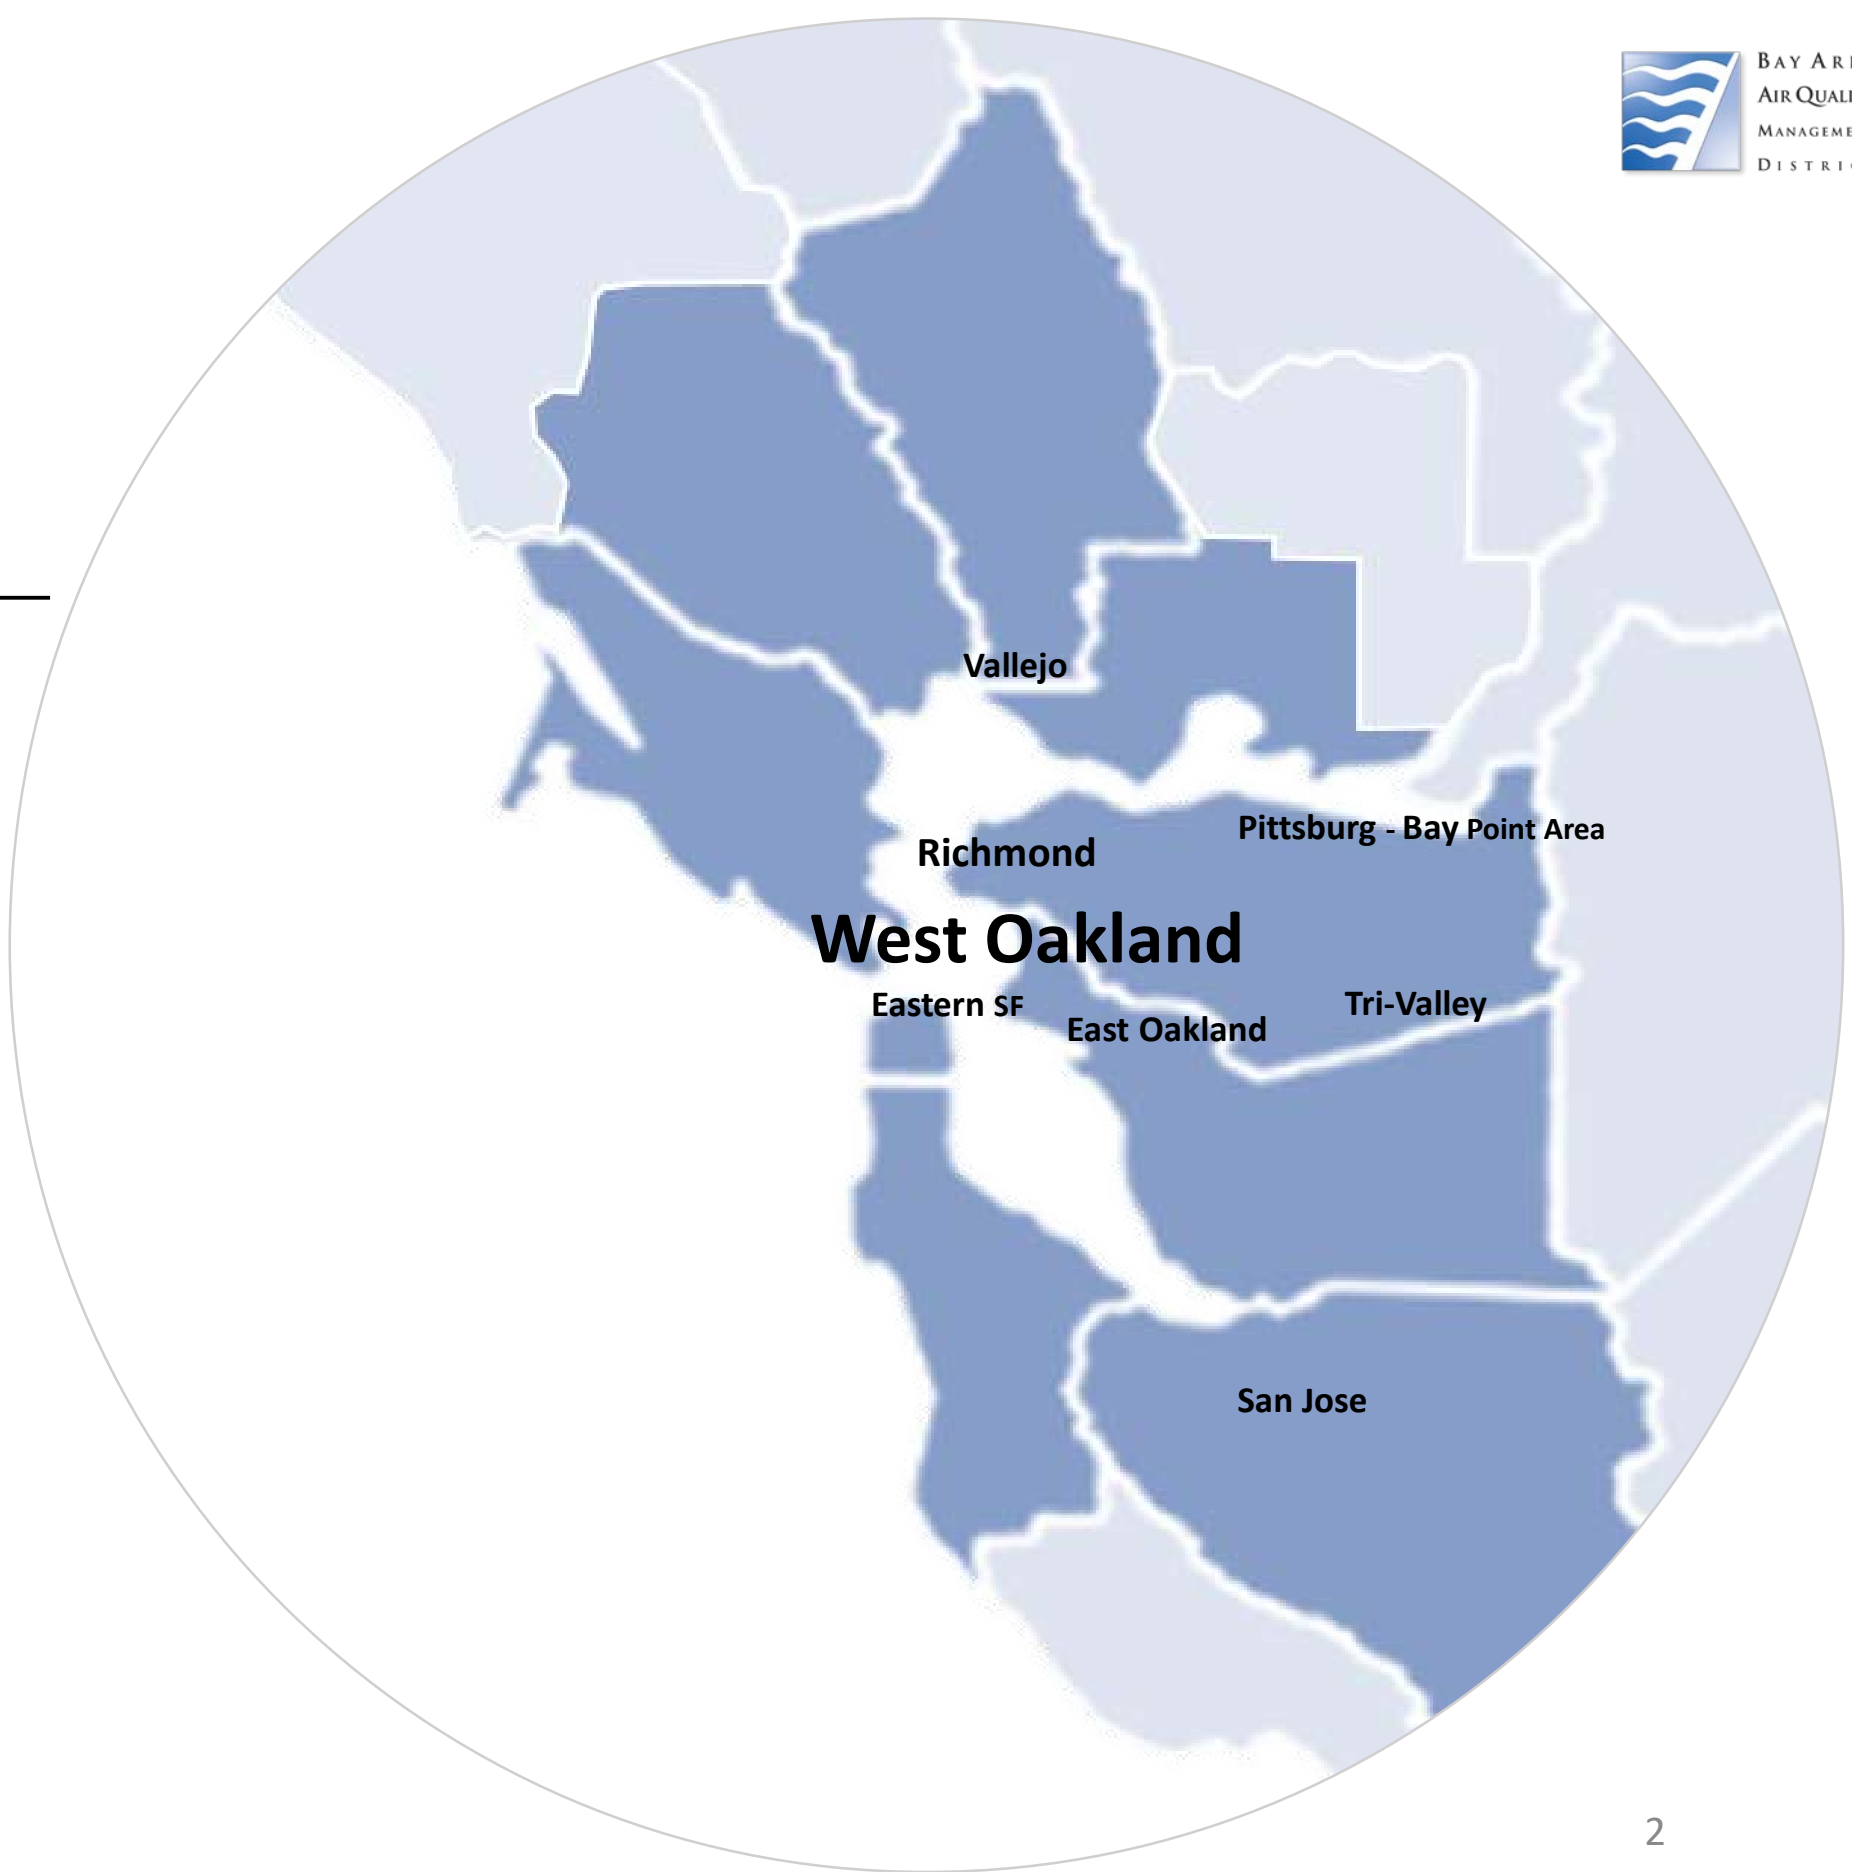 BAY ARE
AIR QUALI
MANAGEME
DISTRI
Vallejo
Pittsburg - Bay Point Area
Richmond
West Oakland
Eastern SF
Tri-Valley
East Oakland
San Jose
2